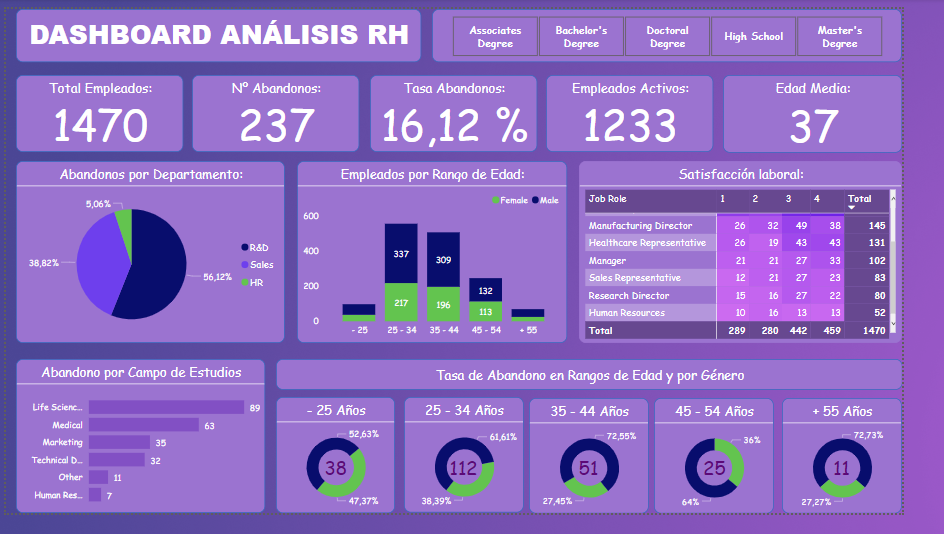 DASHBOARD ANÁLISIS RH
Associates
Degree
Bachelor's
Degree
Doctoral
Degree
High School
Master's
Degree
Total Empleados:
1470
Nº Abandonos:
237
Tasa Abandonos:
16,12 %
Empleados Activos:
1233
Edad Media:
37
Abandonos por Departamento:
5,06%
38,82%
56,12%
R&D
Sales
HR
Empleados por Rango de Edad:
Female Male
600
400
200
0
337
217
309
196
132
113
- 25 25 - 34 35 - 44 45 - 54 + 55
Satisfacción laboral:
Job Role 1 2 3 4 Total
Manufacturing Director 26 32 49 38 145
Healthcare Representative 26 19 43 43 131
Manager 21 21 27 33 102
Sales Representative 12 21 27 23 83
Research Director 15 16 27 22 80
Human Resources 10 16 13 13 52
Total 289 280 442 459 1470
Abandono por Campo de Estudios
Life Scienc... 89
Medical 63
Marketing 35
Technical D... 32
Other 11
Human Res... 7
Tasa de Abandono en Rangos de Edad y por Género
- 25 Años
52,63%
38
47,37%
25 - 34 Años
61,61%
112
38,39%
35 - 44 Años
72,55%
51
27,45%
45 - 54 Años
36%
25
64%
+ 55 Años
72,73%
11
27,27%